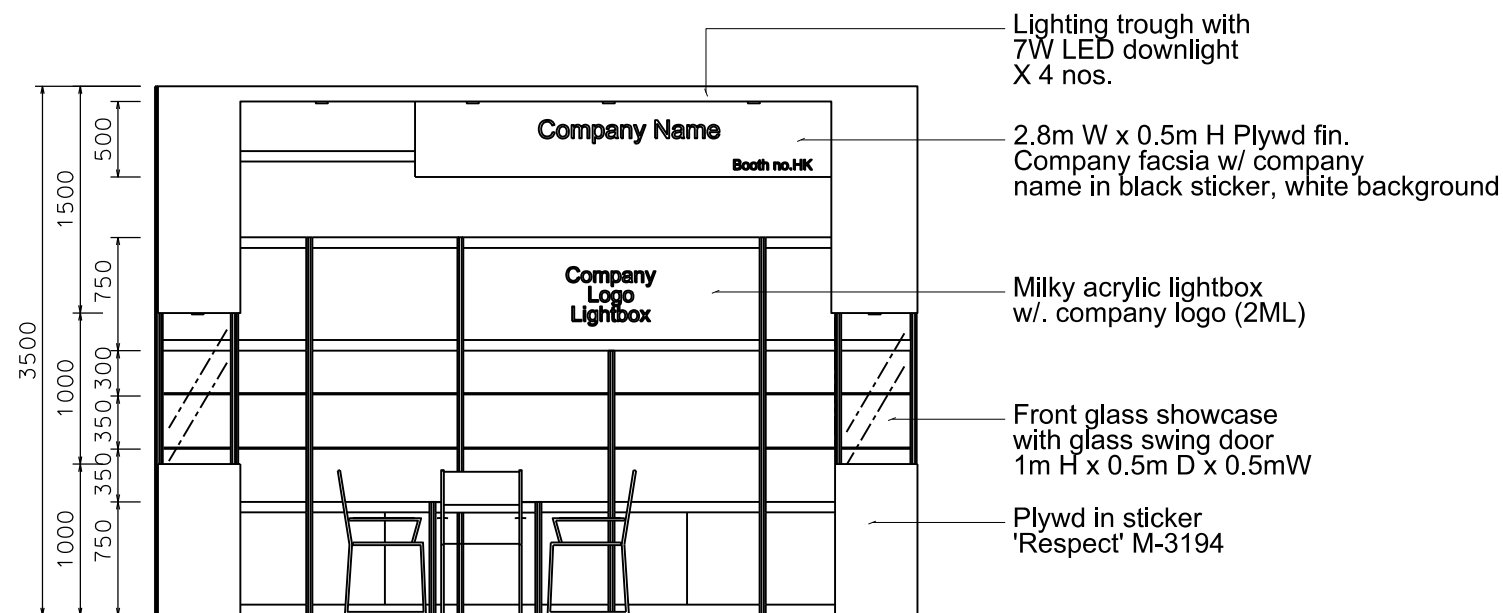 Lighting trough with
7W LED downlight
X 4 nos.
Company Name
Booth no.HK
2.8m W x 0.5m H Plywd fin.
Company facsia w/ company
name in black sticker, white background
Company
Logo
Lightbox
Milky acrylic lightbox
w/. company logo (2ML)
Front glass showcase
with glass swing door
1m H x 0.5m D x 0.5mW
Plywd in sticker
'Respect' M-3194
3500
1500
1000
1000
500
750
300
350
350
750